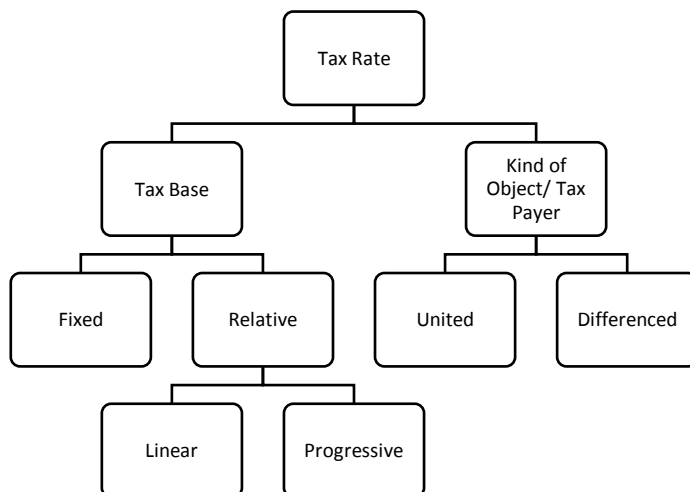 Tax Rate
Tax Base
Kind of
Object/ Tax
Payer
Fixed
Relative
United
Differenced
Linear
Progressive